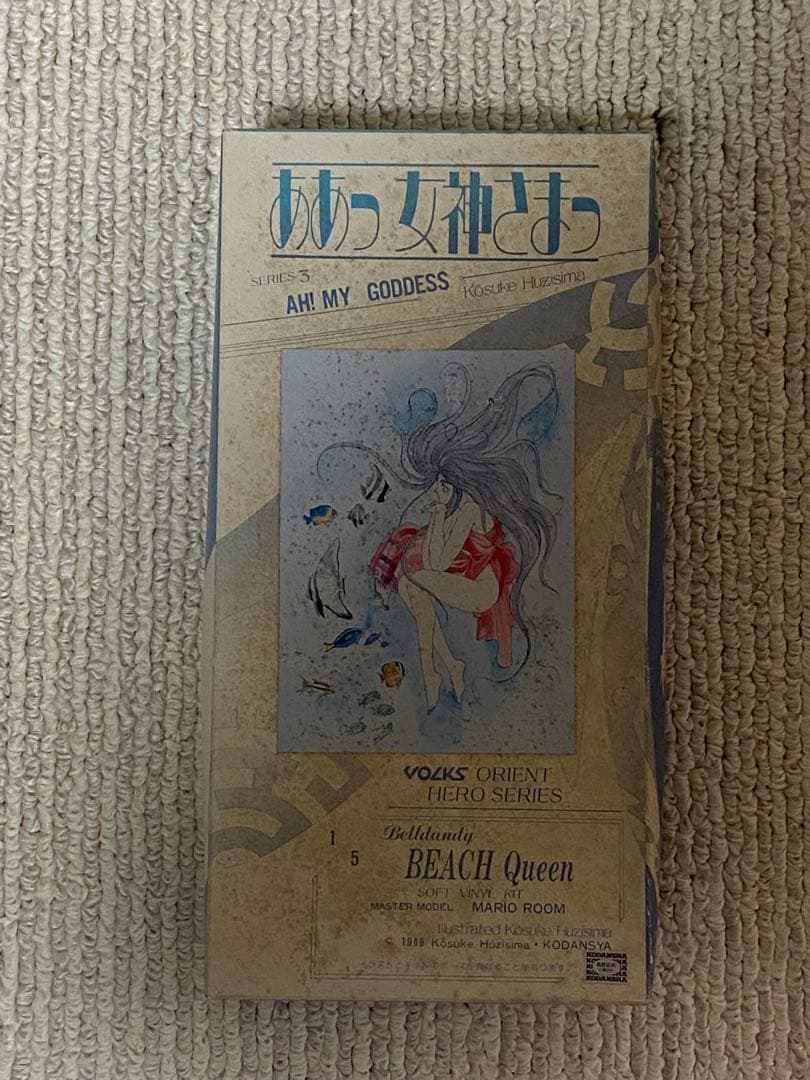 ああっ女神さまっ
SERIES 3
AH! MY GODDESS
Kōsuke Huzisima
VOLKS ORIENT
HERO SERIES
1
5
Belldandy
BEACH Queen
SOFT VINYL KIT
MASTER MODEL MARIO ROOM
Illustrated Kōsuke Huzisima
© 1989 Kōsuke Huzisima・KODANSYA
KODANSHA
KODANSHA